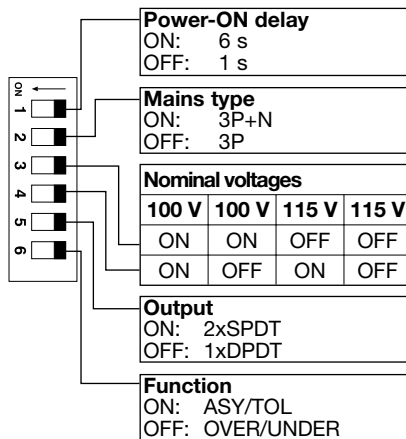 Power-ON delay
ON: 6 s
OFF: 1 s
ON
1
2
3
4
5
6
Mains type
ON: 3P+N
OFF: 3P
Nominal voltages
100 V 100 V 115 V 115 V
ON ON OFF OFF
ON OFF ON OFF
Output
ON: 2xSPDT
OFF: 1xDPDT
Function
ON: ASY/TOL
OFF: OVER/UNDER